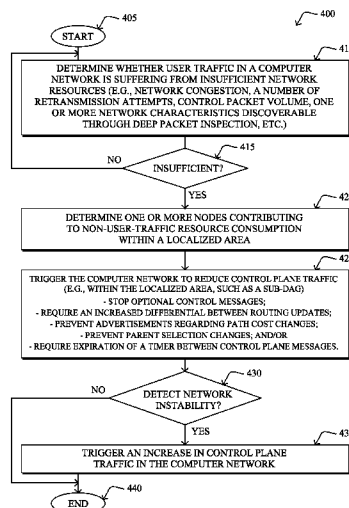 400
405
START
41
DETERMINE WHETHER USER TRAFFIC IN A COMPUTER
NETWORK IS SUFFERING FROM INSUFFICIENT NETWORK
RESOURCES (E.G., NETWORK CONGESTION, A NUMBER OF
RETRANSMISSION ATTEMPTS, CONTROL PACKET VOLUME, ONE
OR MORE NETWORK CHARACTERISTICS DISCOVERABLE
THROUGH DEEP PACKET INSPECTION, ETC.)
415
NO
INSUFFICIENT?
YES
42
DETERMINE ONE OR MORE NODES CONTRIBUTING
TO NON-USER-TRAFFIC RESOURCE CONSUMPTION
WITHIN A LOCALIZED AREA
42
TRIGGER THE COMPUTER NETWORK TO REDUCE CONTROL PLANE TRAFFIC
(E.G., WITHIN THE LOCALIZED AREA, SUCH AS A SUB-DAG)
- STOP OPTIONAL CONTROL MESSAGES;
- REQUIRE AN INCREASED DIFFERENTIAL BETWEEN ROUTING UPDATES;
- PREVENT ADVERTISEMENTS REGARDING PATH COST CHANGES;
- PREVENT PARENT SELECTION CHANGES; AND/OR
- REQUIRE EXPIRATION OF A TIMER BETWEEN CONTROL PLANE MESSAGES.
430
NO
DETECT NETWORK
INSTABILITY?
YES
43
TRIGGER AN INCREASE IN CONTROL PLANE
TRAFFIC IN THE COMPUTER NETWORK
440
END